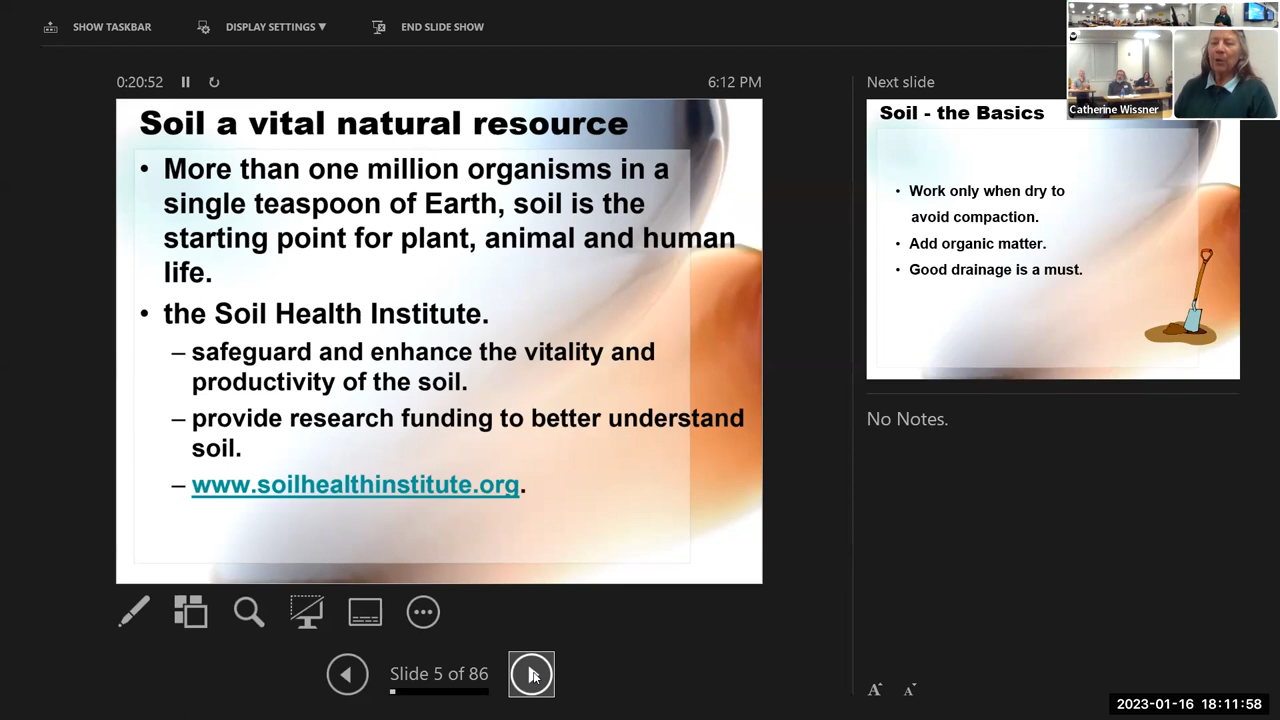 SHOW TASKBAR
DISPLAY SETTINGS ▼
END SLIDE SHOW
0:20:52
6:12 PM
Soil a vital natural resource
• More than one million organisms in a
single teaspoon of Earth, soil is the
starting point for plant, animal and human
life.
• the Soil Health Institute.
– safeguard and enhance the vitality and
productivity of the soil.
– provide research funding to better understand
soil.
– www.soilhealthinstitute.org.
Slide 5 of 86
Next slide
Soil - the Basics
• Work only when dry to
avoid compaction.
• Add organic matter.
• Good drainage is a must.
No Notes.
A A
Catherine Wissner
2023-01-16 18:11:58